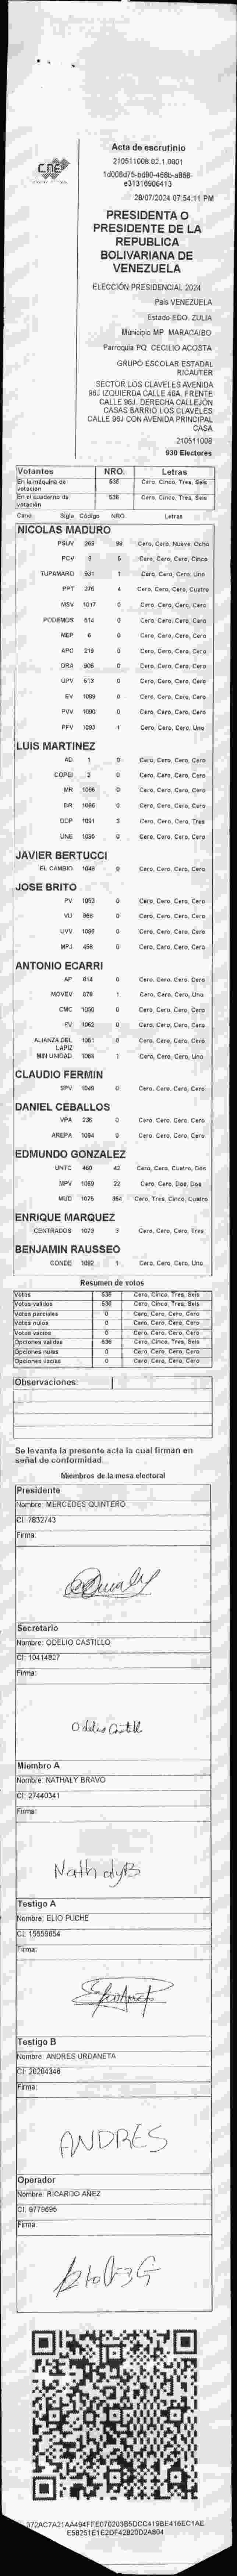 CNE
Acta de escrutinio
210511008.02.1.0001
1d008d75-bd90-468b-a868-
e31316906413
28/07/2024 07:54:11 PM
PRESIDENTA O
PRESIDENTE DE LA
REPUBLICA
BOLIVARIANA DE
VENEZUELA
ELECCIÓN PRESIDENCIAL 2024
País VENEZUELA
Estado EDO. ZULIA
Municipio MP. MARACAIBO
Parroquia PQ. CECILIO ACOSTA
GRUPO ESCOLAR ESTADAL
RICAUTER
SECTOR LOS CLAVELES AVENIDA
96J IZQUIERDA CALLE 46A. FRENTE
CALLE 96J. DERECHA CALLEJÓN
CASAS BARRIO LOS CLAVELES
CALLE 96J CON AVENIDA PRINCIPAL
CASA
210511008
930 Electores
Votantes NRO. Letras
En la máquina de votación 536 Cero, Cinco, Tres, Seis
En el cuaderno de votación 536 Cero, Cinco, Tres, Seis
Cand. Sigla Código NRO. Letras
NICOLAS MADURO
PSUV 269 98 Cero, Cero, Nueve, Ocho
PCV 9 5 Cero, Cero, Cero, Cinco
TUPAMARO 931 1 Cero, Cero, Cero, Uno
PPT 276 4 Cero, Cero, Cero, Cuatro
MSV 1017 0 Cero, Cero, Cero, Cero
PODEMOS 514 0 Cero, Cero, Cero, Cero
MEP 6 0 Cero, Cero, Cero, Cero
APC 219 0 Cero, Cero, Cero, Cero
ORA 906 0 Cero, Cero, Cero, Cero
UPV 513 0 Cero, Cero, Cero, Cero
EV 1009 0 Cero, Cero, Cero, Cero
PVV 1090 0 Cero, Cero, Cero, Cero
PFV 1093 1 Cero, Cero, Cero, Uno
LUIS MARTINEZ
AD 1 0 Cero, Cero, Cero, Cero
COPEI 2 0 Cero, Cero, Cero, Cero
MR 1065 0 Cero, Cero, Cero, Cero
BR 1066 0 Cero, Cero, Cero, Cero
DDP 1091 3 Cero, Cero, Cero, Tres
UNE 1095 0 Cero, Cero, Cero, Cero
JAVIER BERTUCCI
EL CAMBIO 1048 0 Cero, Cero, Cero, Cero
JOSE BRITO
PV 1053 0 Cero, Cero, Cero, Cero
VU 868 0 Cero, Cero, Cero, Cero
UVV 1096 0 Cero, Cero, Cero, Cero
MPJ 458 0 Cero, Cero, Cero, Cero
ANTONIO ECARRI
AP 814 0 Cero, Cero, Cero, Cero
MOVEV 878 1 Cero, Cero, Cero, Uno
CMC 1050 0 Cero, Cero, Cero, Cero
FV 1062 0 Cero, Cero, Cero, Cero
ALIANZA DEL LAPIZ 1051 0 Cero, Cero, Cero, Cero
MIN UNIDAD 1068 1 Cero, Cero, Cero, Uno
CLAUDIO FERMIN
SPV 1049 0 Cero, Cero, Cero, Cero
DANIEL CEBALLOS
VPA 235 0 Cero, Cero, Cero, Cero
AREPA 1094 0 Cero, Cero, Cero, Cero
EDMUNDO GONZALEZ
UNTC 460 42 Cero, Cero, Cuatro, Dos
MPV 1069 22 Cero, Cero, Dos, Dos
MUD 1075 354 Cero, Tres, Cinco, Cuatro
ENRIQUE MARQUEZ
CENTRADOS 1073 3 Cero, Cero, Cero, Tres
BENJAMIN RAUSSEO
CONDE 1092 1 Cero, Cero, Cero, Uno
Resumen de votos
Votos 536 Cero, Cinco, Tres, Seis
Votos validos 536 Cero, Cinco, Tres, Seis
Votos parciales 0 Cero, Cero, Cero, Cero
Votos nulos 0 Cero, Cero, Cero, Cero
Votos vacios 0 Cero, Cero, Cero, Cero
Opciones validas 536 Cero, Cinco, Tres, Seis
Opciones nulas 0 Cero, Cero, Cero, Cero
Opciones vacias 0 Cero, Cero, Cero, Cero
Observaciones:
Se levanta la presente acta la cual firman en
señal de conformidad.
Miembros de la mesa electoral
Presidente
Nombre: MERCEDES QUINTERO
CI: 7832743
Firma:
Secretario
Nombre: ODELIO CASTILLO
CI: 10414827
Firma:
Odelio Castillo
Miembro A
Nombre: NATHALY BRAVO
CI: 27440341
Firma:
NathalyB
Testigo A
Nombre: ELIO PUCHE
CI: 15559654
Firma:
Testigo B
Nombre: ANDRES URDANETA
CI: 20204346
Firma:
ANDRES
Operador
Nombre: RICARDO AÑEZ
CI: 9779695
Firma:
372AC7A21AA494FFE070203B5DCC419BE416EC1AE
E58251E1E2DF42B20D2A804